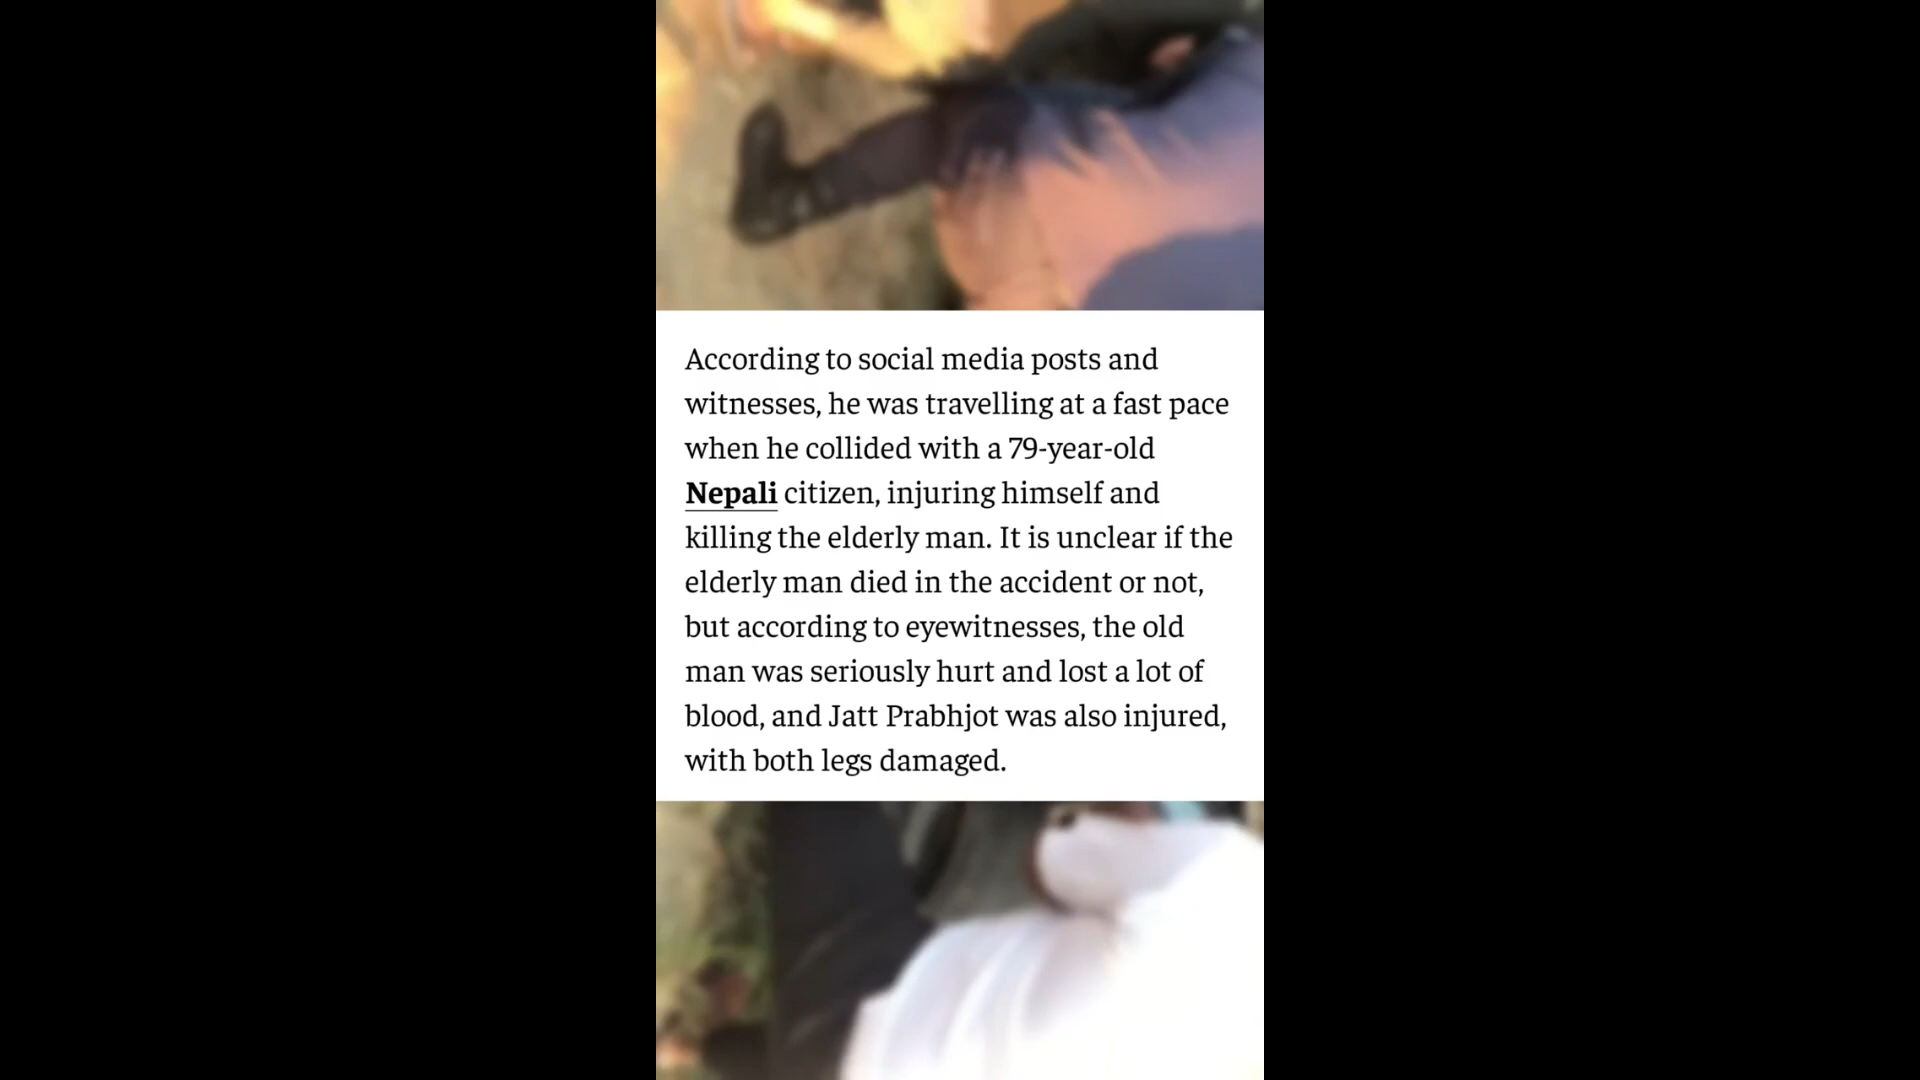 According to social media posts and
witnesses, he was travelling at a fast pace
when he collided with a 79-year-old
Nepali citizen, injuring himself and
killing the elderly man. It is unclear if the
elderly man died in the accident or not,
but according to eyewitnesses, the old
man was seriously hurt and lost a lot of
blood, and Jatt Prabhjot was also injured,
with both legs damaged.